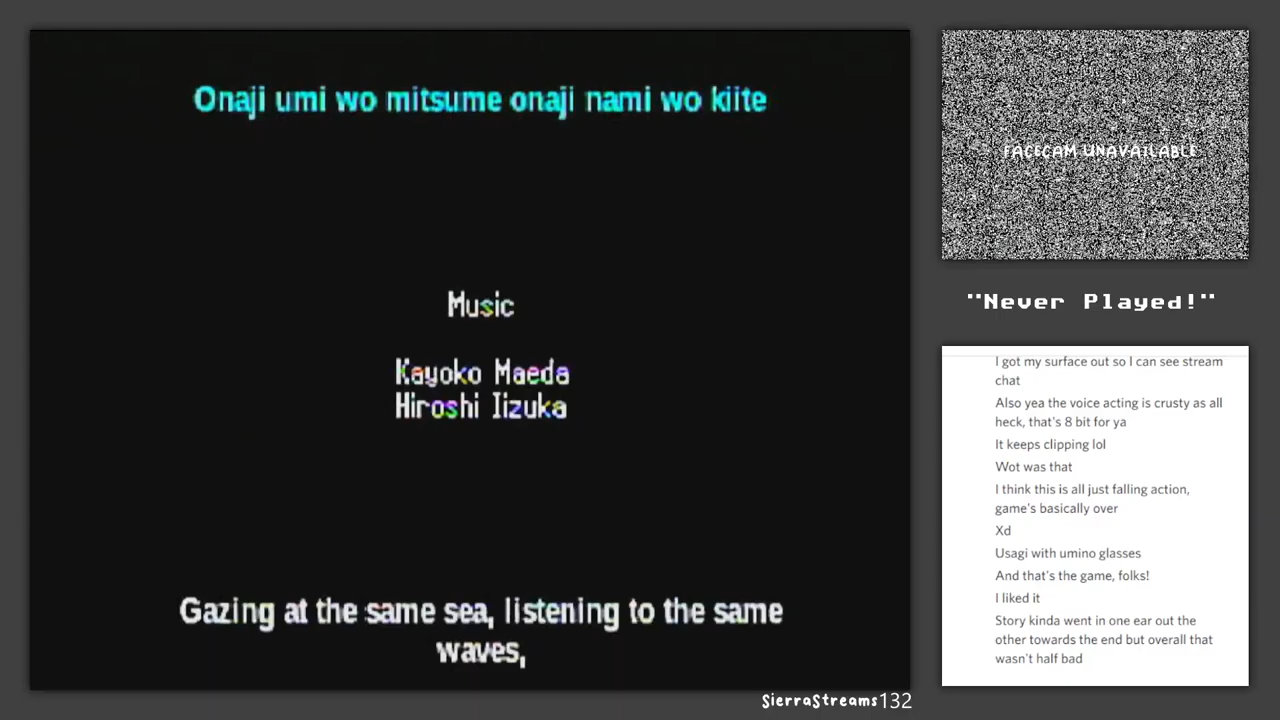 Onaji umi wo mitsume onaji nami wo kiite
Music
Kayoko Maeda
Hiroshi Iizuka
Gazing at the same sea, listening to the same
waves,
FACECAM UNAVAILABLE
"Never Played!"
I got my surface out so I can see stream
chat
Also yea the voice acting is crusty as all
heck, that's 8 bit for ya
It keeps clipping lol
Wot was that
I think this is all just falling action,
game's basically over
Xd
Usagi with umino glasses
And that's the game, folks!
I liked it
Story kinda went in one ear out the
other towards the end but overall that
wasn't half bad
SierraStreams132